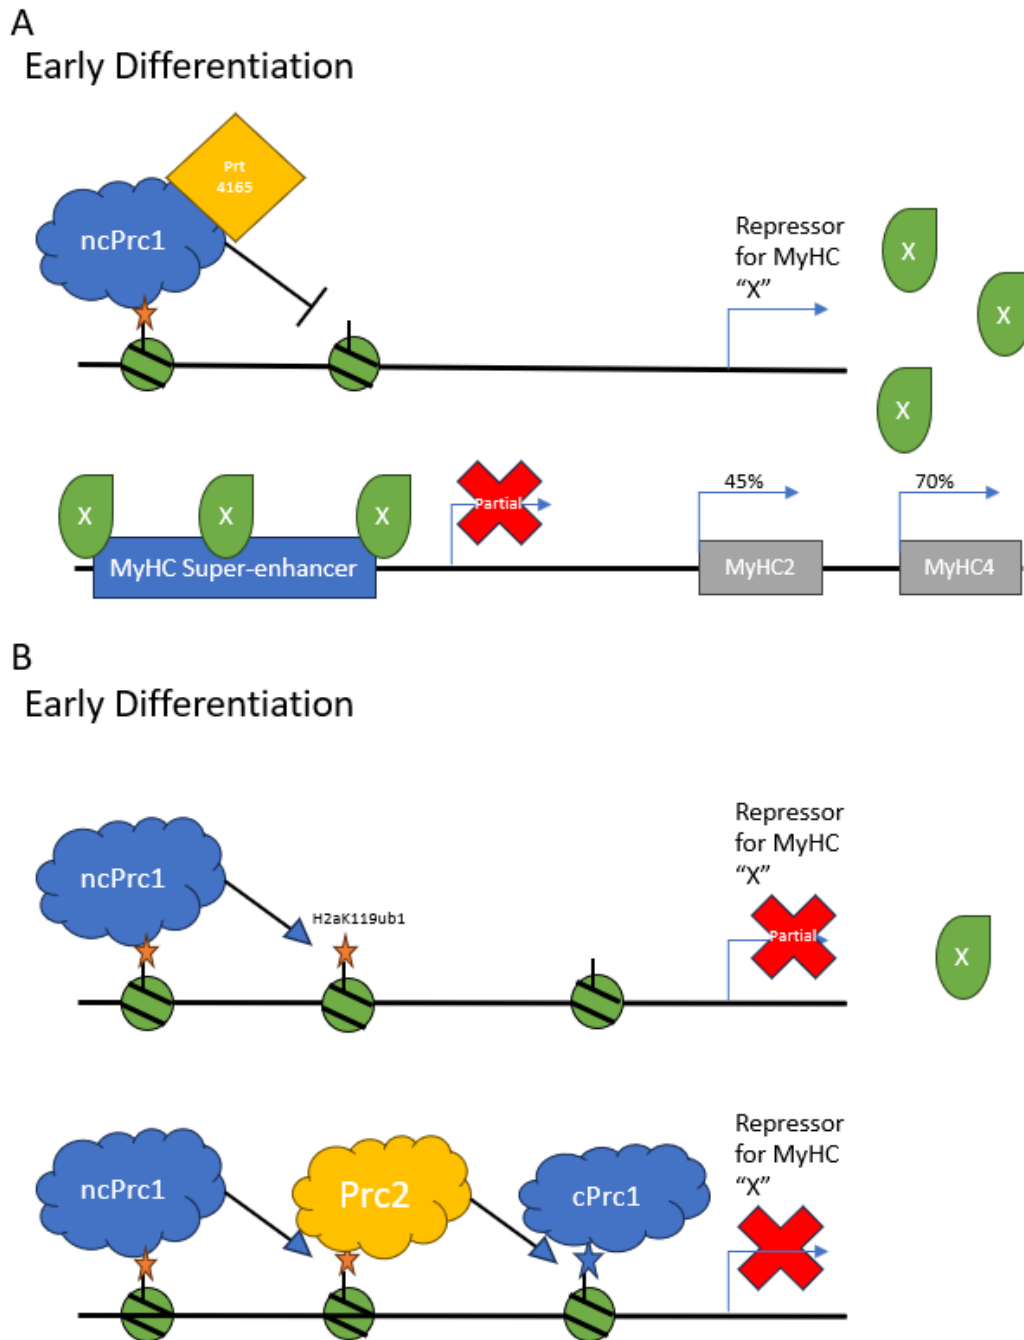 A
Early Differentiation
Prt
4165
ncPrc1
Repressor
for MyHC
“X”
X
X
X
X
X
X
Partial
45%
70%
MyHC Super-enhancer
MyHC2
MyHC4
B
Early Differentiation
ncPrc1
H2aK119ub1
Repressor
for MyHC
“X”
Partial
X
ncPrc1
Prc2
cPrc1
Repressor
for MyHC
“X”